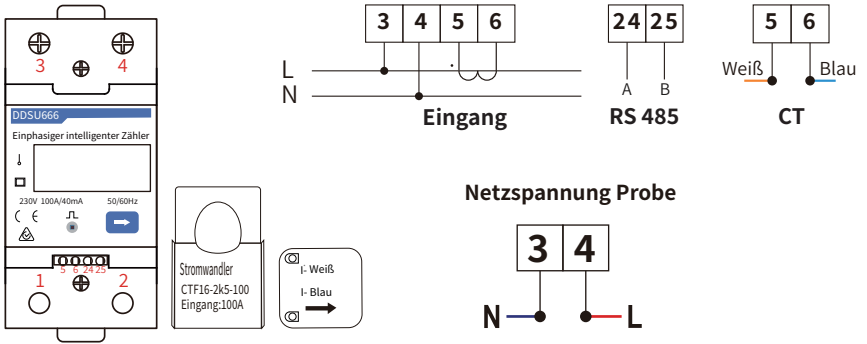 3 4
DDSU666
Einphasiger intelligenter Zähler
230V 100A/40mA 50/60Hz
5 6 24 25
1 2
Stromwandler
CTF16-2k5-100
Eingang:100A
I- Weiß
I- Blau
3 4 5 6
L
N
Eingang
24 25
A B
RS 485
5 6
Weiß Blau
CT
Netzspannung Probe
3 4
N L